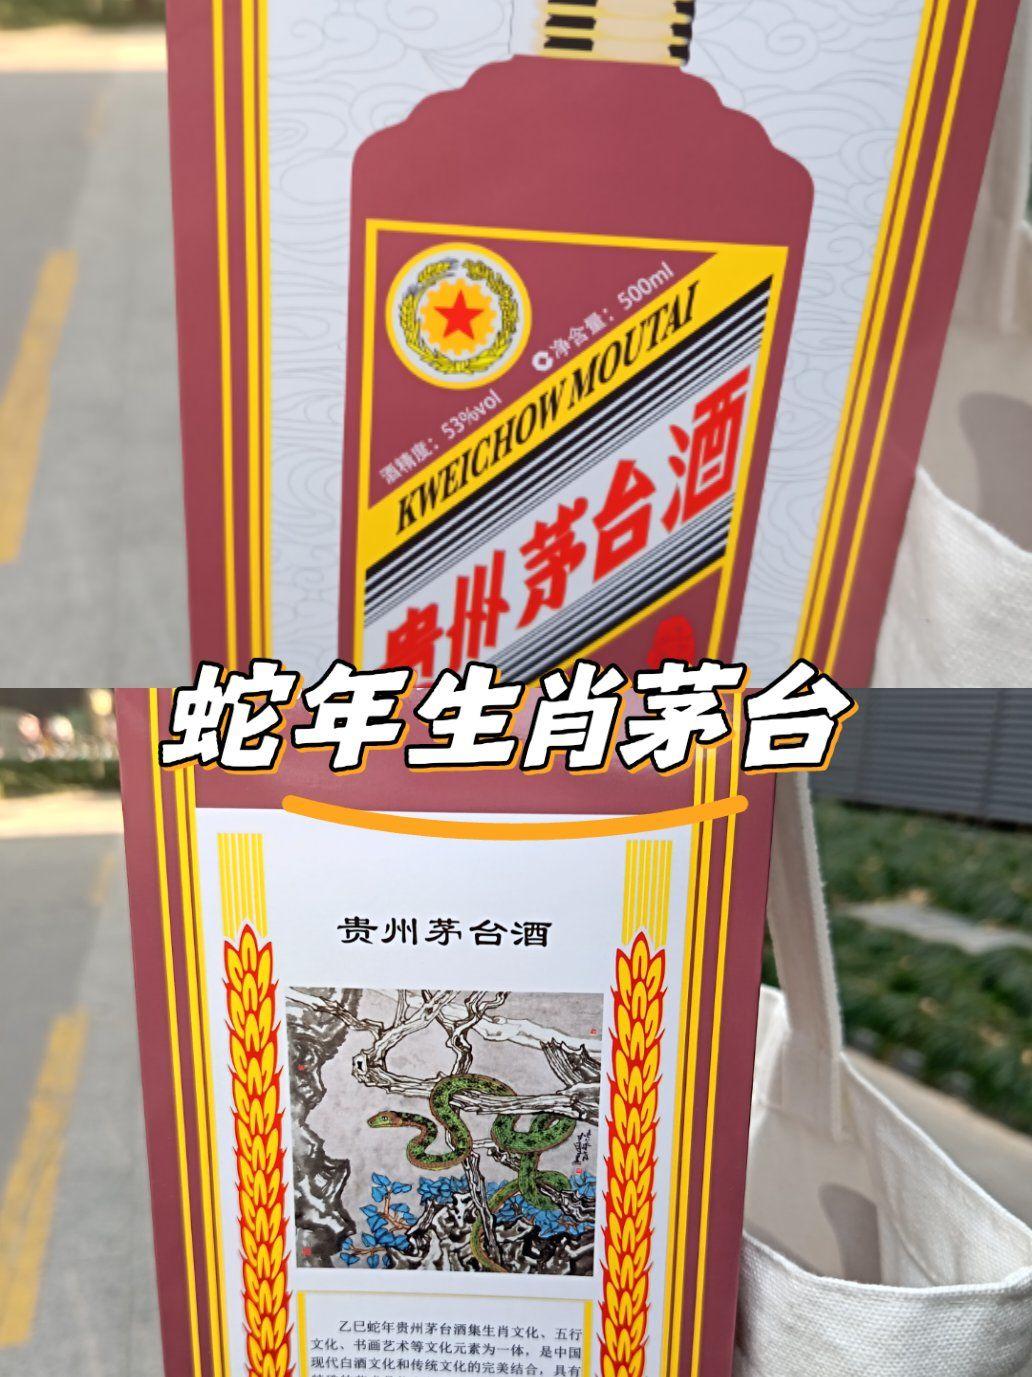 净含量：500ml
酒精度：53%vol
KWEICHOW MOUTAI
贵州茅台酒
蛇年生肖茅台
贵州茅台酒
乙巳蛇年贵州茅台酒集生肖文化、五行
文化、书画艺术等文化元素为一体，是中国
现代白酒文化和传统文化的完美结合，具有